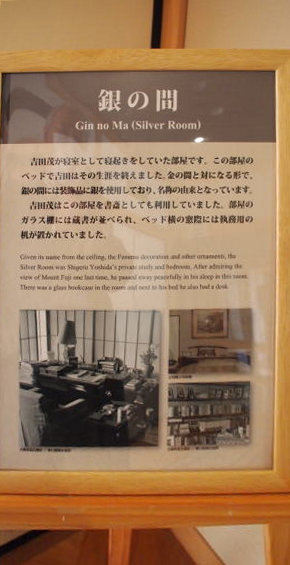 銀の間
Gin no Ma (Silver Room)
吉田茂が寝室として寝起きをしていた部屋です。この部屋の
ベッドで吉田はその生涯を終えました。金の間と対になる形で、
銀の間には装飾品に銀を使用しており、名称の由来となっています。
吉田茂はこの部屋を書斎としても利用していました。部屋の
ガラス棚には蔵書が並べられ、ベッド横の窓際には執務用の
机が置かれていました。
Given its name from the ceiling, the Fusuma decoration and other ornaments, the
Silver Room was Shigeru Yoshida's private study and bedroom. After admiring the
view of Mount Fuji one last time, he passed away peacefully in his sleep in this room.
There was a glass bookcase in the room and next to his bed he also had a desk.